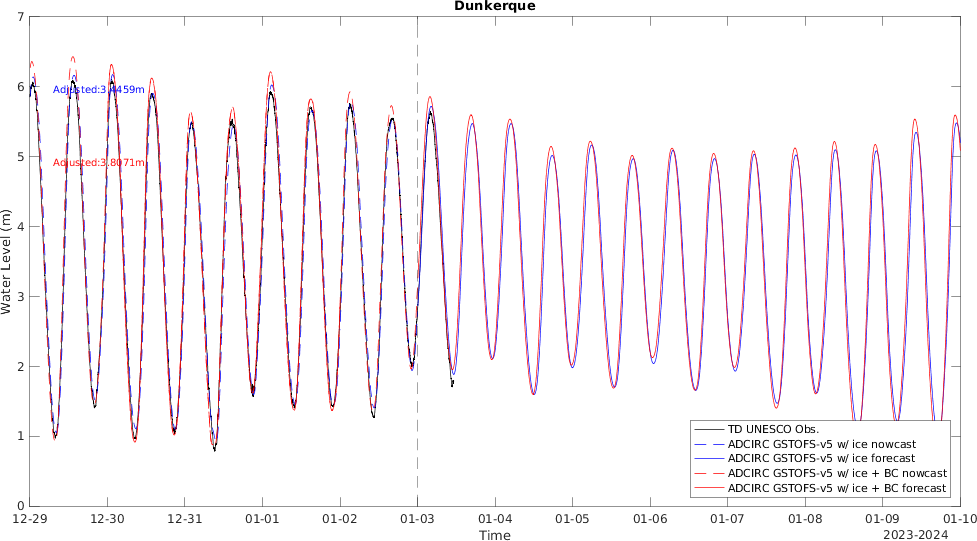 Dunkerque
7
6
5
4
3
2
1
0
Water Level (m)
Adjusted:3.4459m
Adjusted:3.8071m
TD UNESCO Obs.
ADCIRC GSTOFS-v5 w/ ice nowcast
ADCIRC GSTOFS-v5 w/ ice forecast
ADCIRC GSTOFS-v5 w/ ice + BC nowcast
ADCIRC GSTOFS-v5 w/ ice + BC forecast
12-29 12-30 12-31 01-01 01-02 01-03 01-04 01-05 01-06 01-07 01-08 01-09 01-10
Time
2023-2024